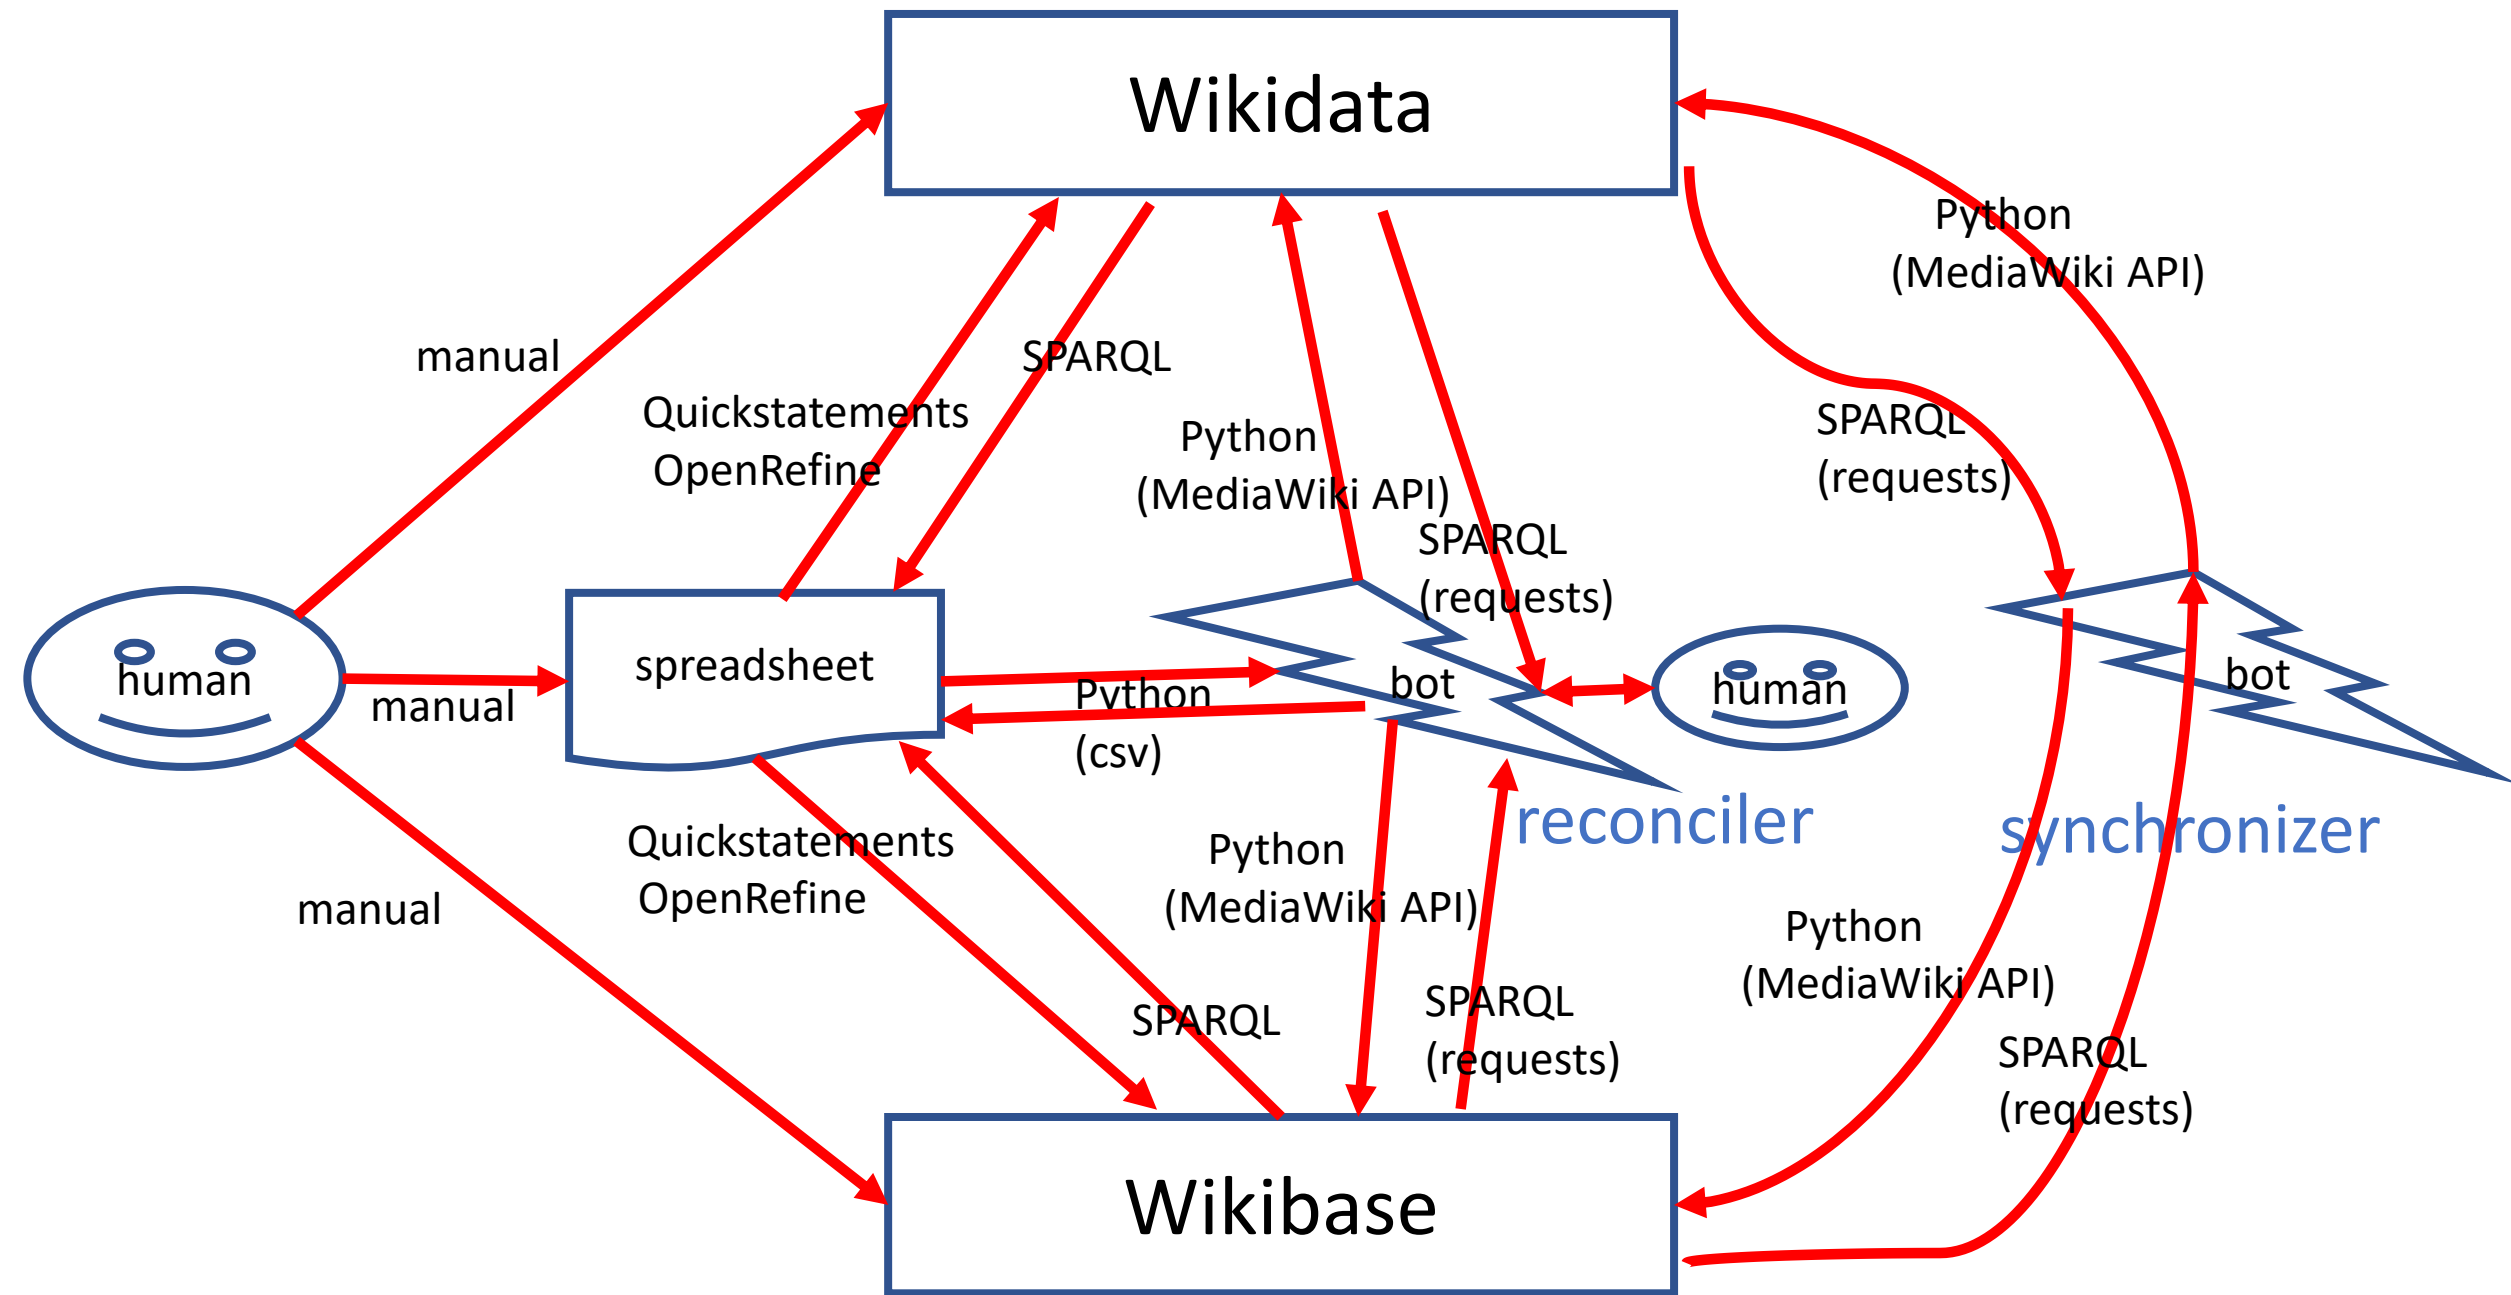 Wikidata
Python
(MediaWiki API)
manual
SPARQL
Quickstatements
OpenRefine
Python
(MediaWiki API)
SPARQL
(requests)
SPARQL
(requests)
human
manual
spreadsheet
Python
(csv)
bot
human
bot
reconciler
synchronizer
Quickstatements
OpenRefine
manual
Python
(MediaWiki API)
SPARQL
SPARQL
(requests)
Python
(MediaWiki API)
SPARQL
(requests)
Wikibase